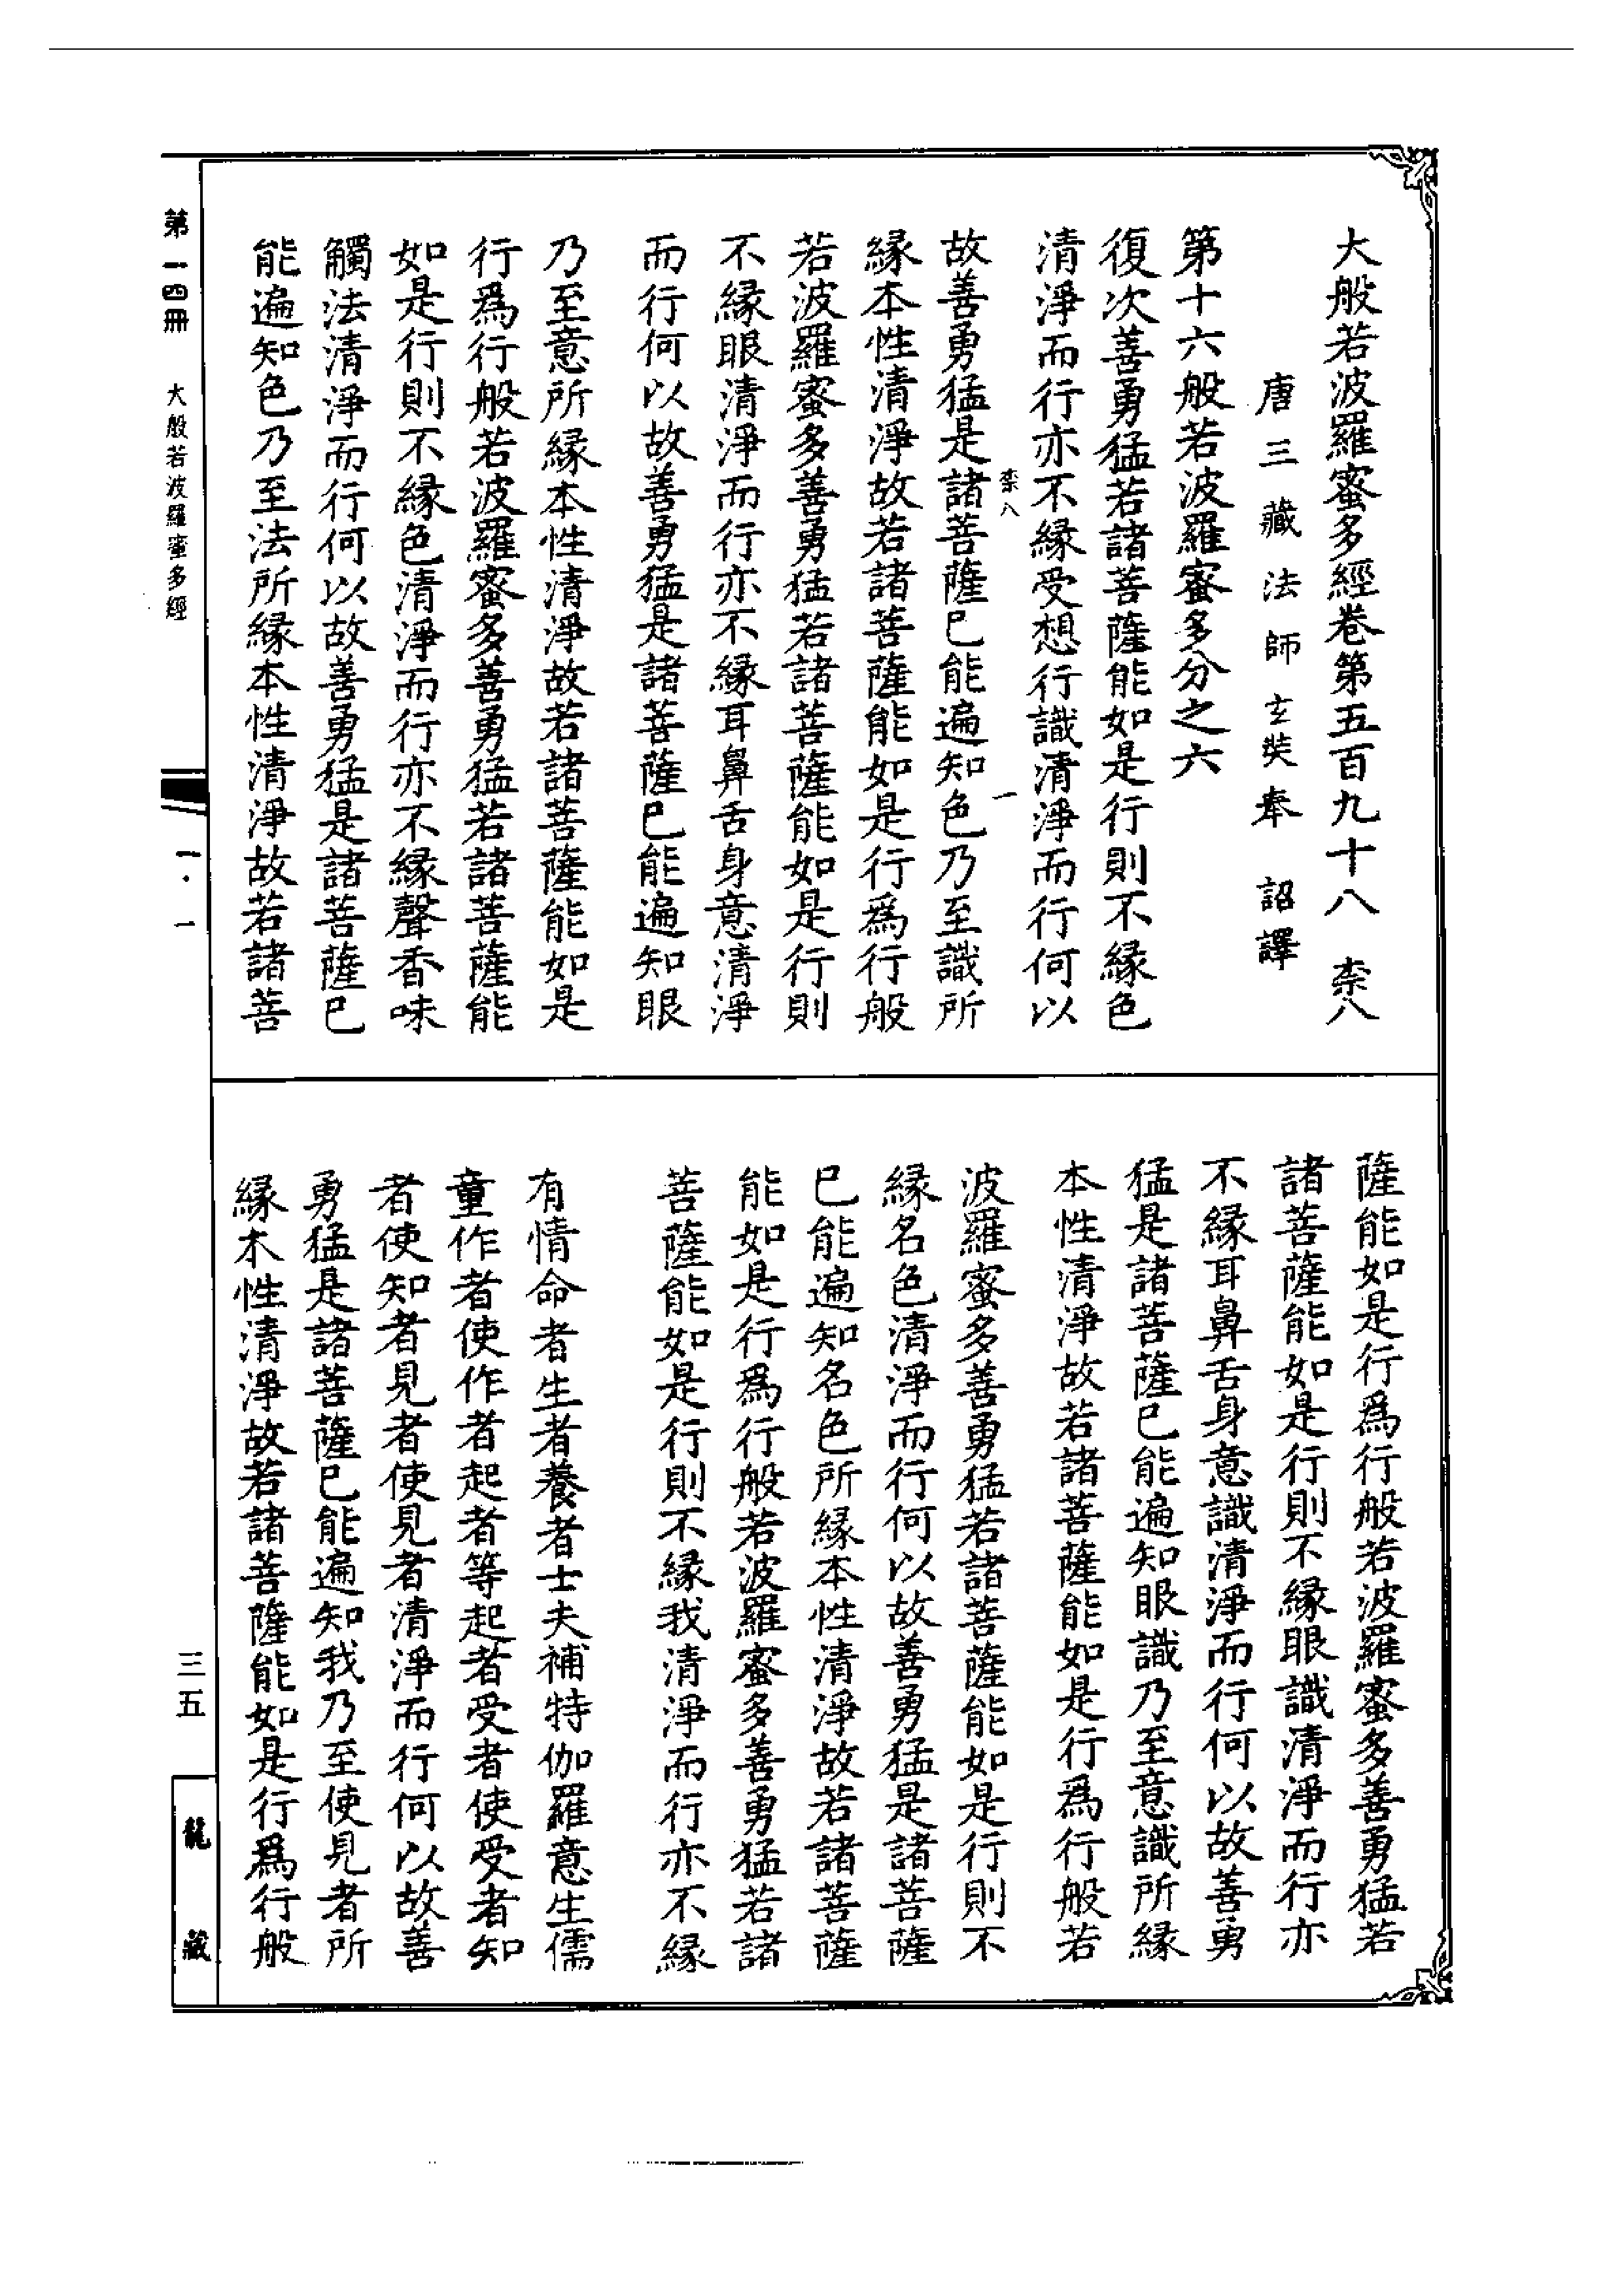 大般若波羅蜜多經卷第五百九十八 柰八
唐三藏法師玄奘奉 詔譯
第十六般若波羅蜜多分之六
復次善勇猛若諸菩薩能如是行則不緣色
清淨而行亦不緣受想行識清淨而行何以
柰八 一
故善勇猛是諸菩薩已能遍知色乃至識所
緣本性清淨故若諸菩薩能如是行爲行般
若波羅蜜多善勇猛若諸菩薩能如是行則
不緣眼清淨而行亦不緣耳鼻舌身意清淨
而行何以故善勇猛是諸菩薩已能遍知眼
乃至意所緣本性清淨故若諸菩薩能如是
行爲行般若波羅蜜多善勇猛若諸菩薩能
如是行則不緣色清淨而行亦不緣聲香味
觸法清淨而行何以故善勇猛是諸菩薩已
能遍知色乃至法所緣本性清淨故若諸菩
薩能如是行爲行般若波羅蜜多善勇猛若
諸菩薩能如是行則不緣眼識清淨而行亦
不緣耳鼻舌身意識清淨而行何以故善勇
猛是諸菩薩已能遍知眼識乃至意識所緣
本性清淨故若諸菩薩能如是行爲行般若
波羅蜜多善勇猛若諸菩薩能如是行則不
緣名色清淨而行何以故善勇猛是諸菩薩
已能遍知名色所緣本性清淨故若諸菩薩
能如是行爲行般若波羅蜜多善勇猛若諸
菩薩能如是行則不緣我清淨而行亦不緣
有情命者生者養者士夫補特伽羅意生儒
童作者使作者起者等起者受者使受者知
者使知者見者使見者清淨而行何以故善
勇猛是諸菩薩已能遍知我乃至使見者所
緣本性清淨故若諸菩薩能如是行爲行般
第一四冊 大般若波羅蜜多經
一·一
三五
龍藏